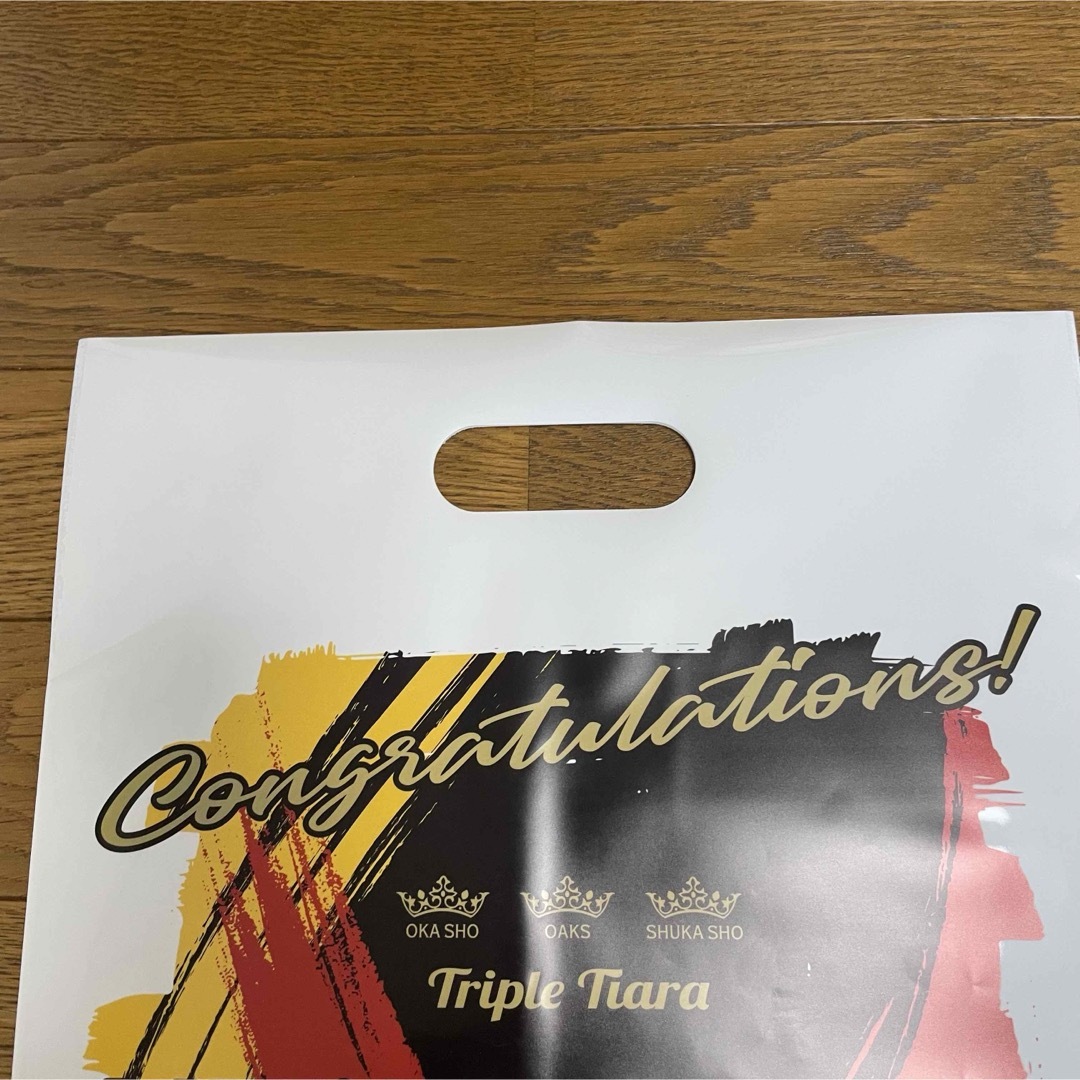 Congratulations!
OKA SHO OAKS SHUKA SHO
Triple Tiara